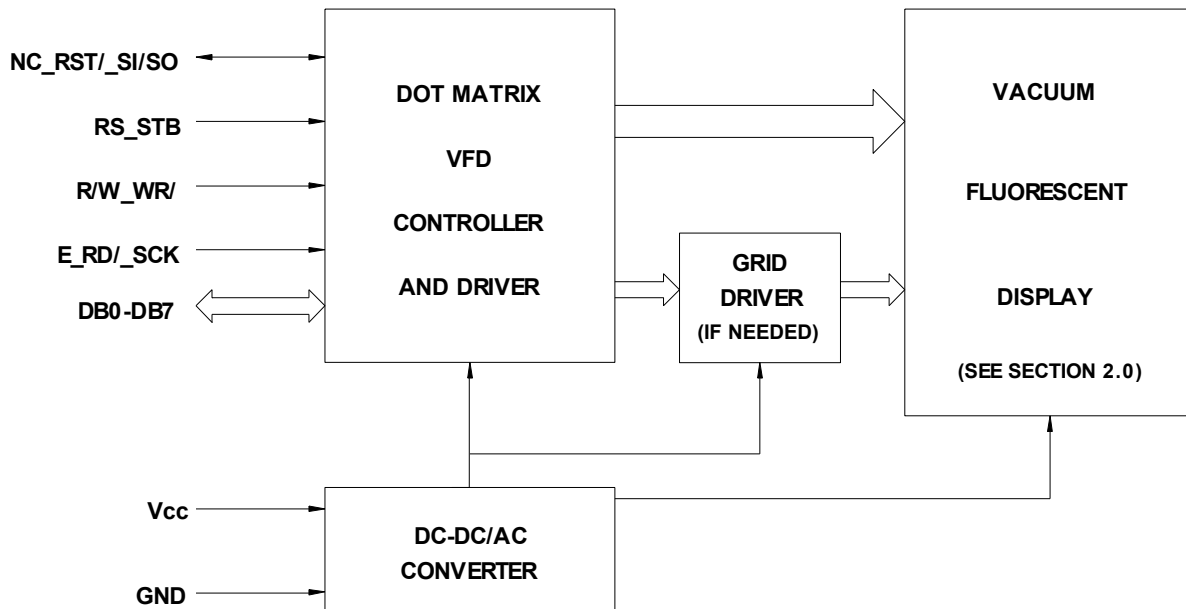 NC_RST/_SI/SO
RS_STB
R/W_WR/
E_RD/_SCK
DB0-DB7
DOT MATRIX
VFD
CONTROLLER
AND DRIVER
GRID
DRIVER
(IF NEEDED)
VACUUM
FLUORESCENT
DISPLAY
(SEE SECTION 2.0)
Vcc
GND
DC-DC/AC
CONVERTER